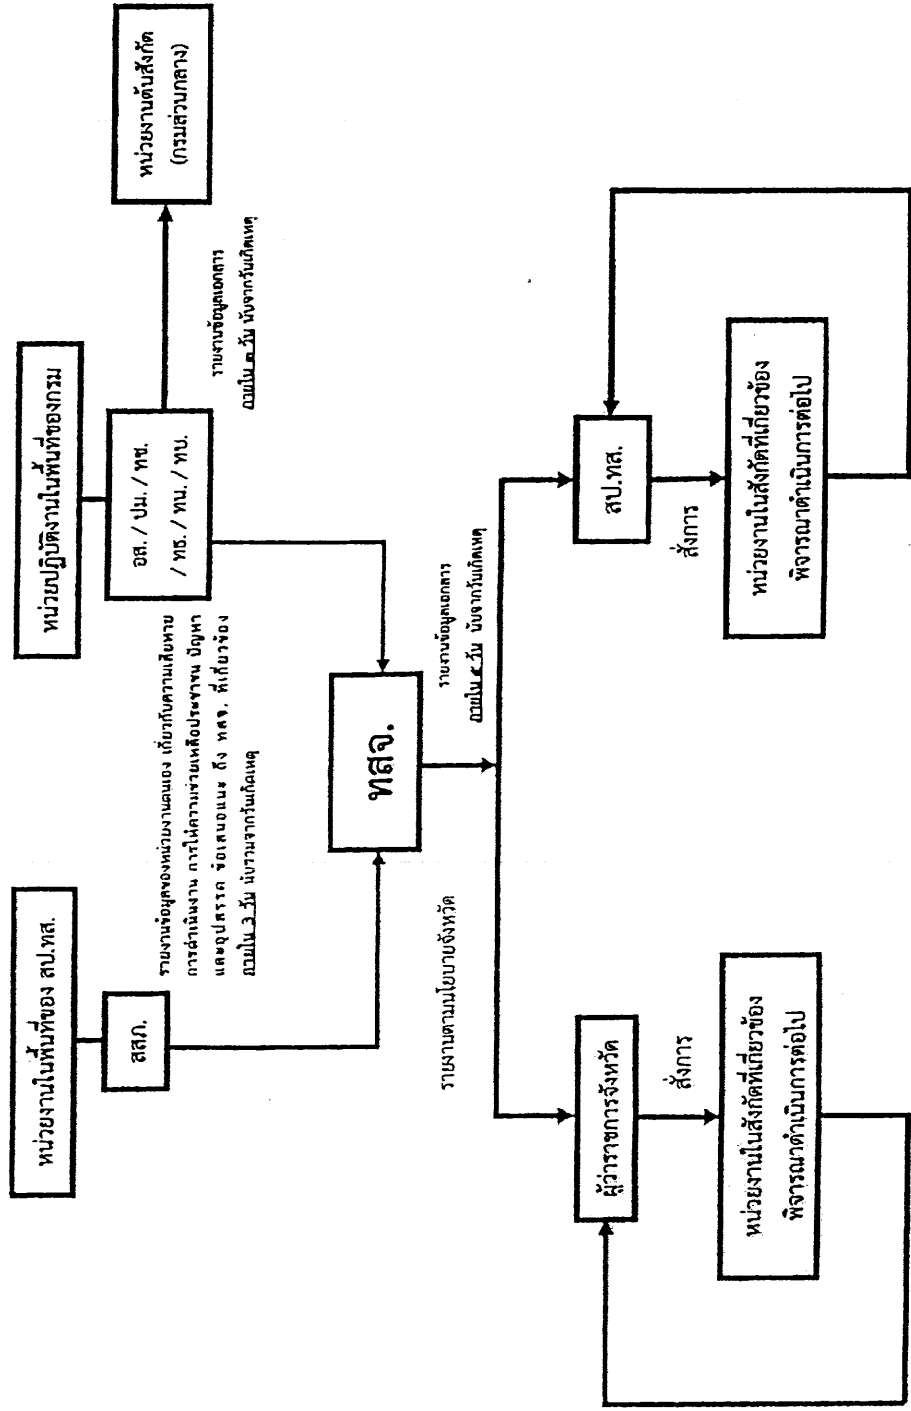 หน่วยงานในพื้นที่ของ สป.ทส.
สสภ.
หน่วยปฏิบัติงานในพื้นที่ของกรม
อส. / ปม. / ทช.
/ ทธ. / ทน. / ทบ.
หน่วยงานต้นสังกัด
(กรมส่วนกลาง)
รายงานข้อมูลเอกสาร
ภายใน ๓ วัน นับจากวันเกิดเหตุ
รายงานข้อมูลของหน่วยงานตนเอง เกี่ยวกับความเสียหาย
การดำเนินงาน การให้ความช่วยเหลือประชาชน ปัญหา
และอุปสรรค ข้อเสนอแนะ ถึง ทสจ. ที่เกี่ยวข้อง
ภายใน 3 วัน นับรวมจากวันเกิดเหตุ
ทสจ.
รายงานตามนโยบายจังหวัด
รายงานข้อมูลเอกสาร
ภายใน ๕ วัน นับจากวันเกิดเหตุ
ผู้ว่าราชการจังหวัด
สั่งการ
หน่วยงานในสังกัดที่เกี่ยวข้อง
พิจารณาดำเนินการต่อไป
สป.ทส.
สั่งการ
หน่วยงานในสังกัดที่เกี่ยวข้อง
พิจารณาดำเนินการต่อไป